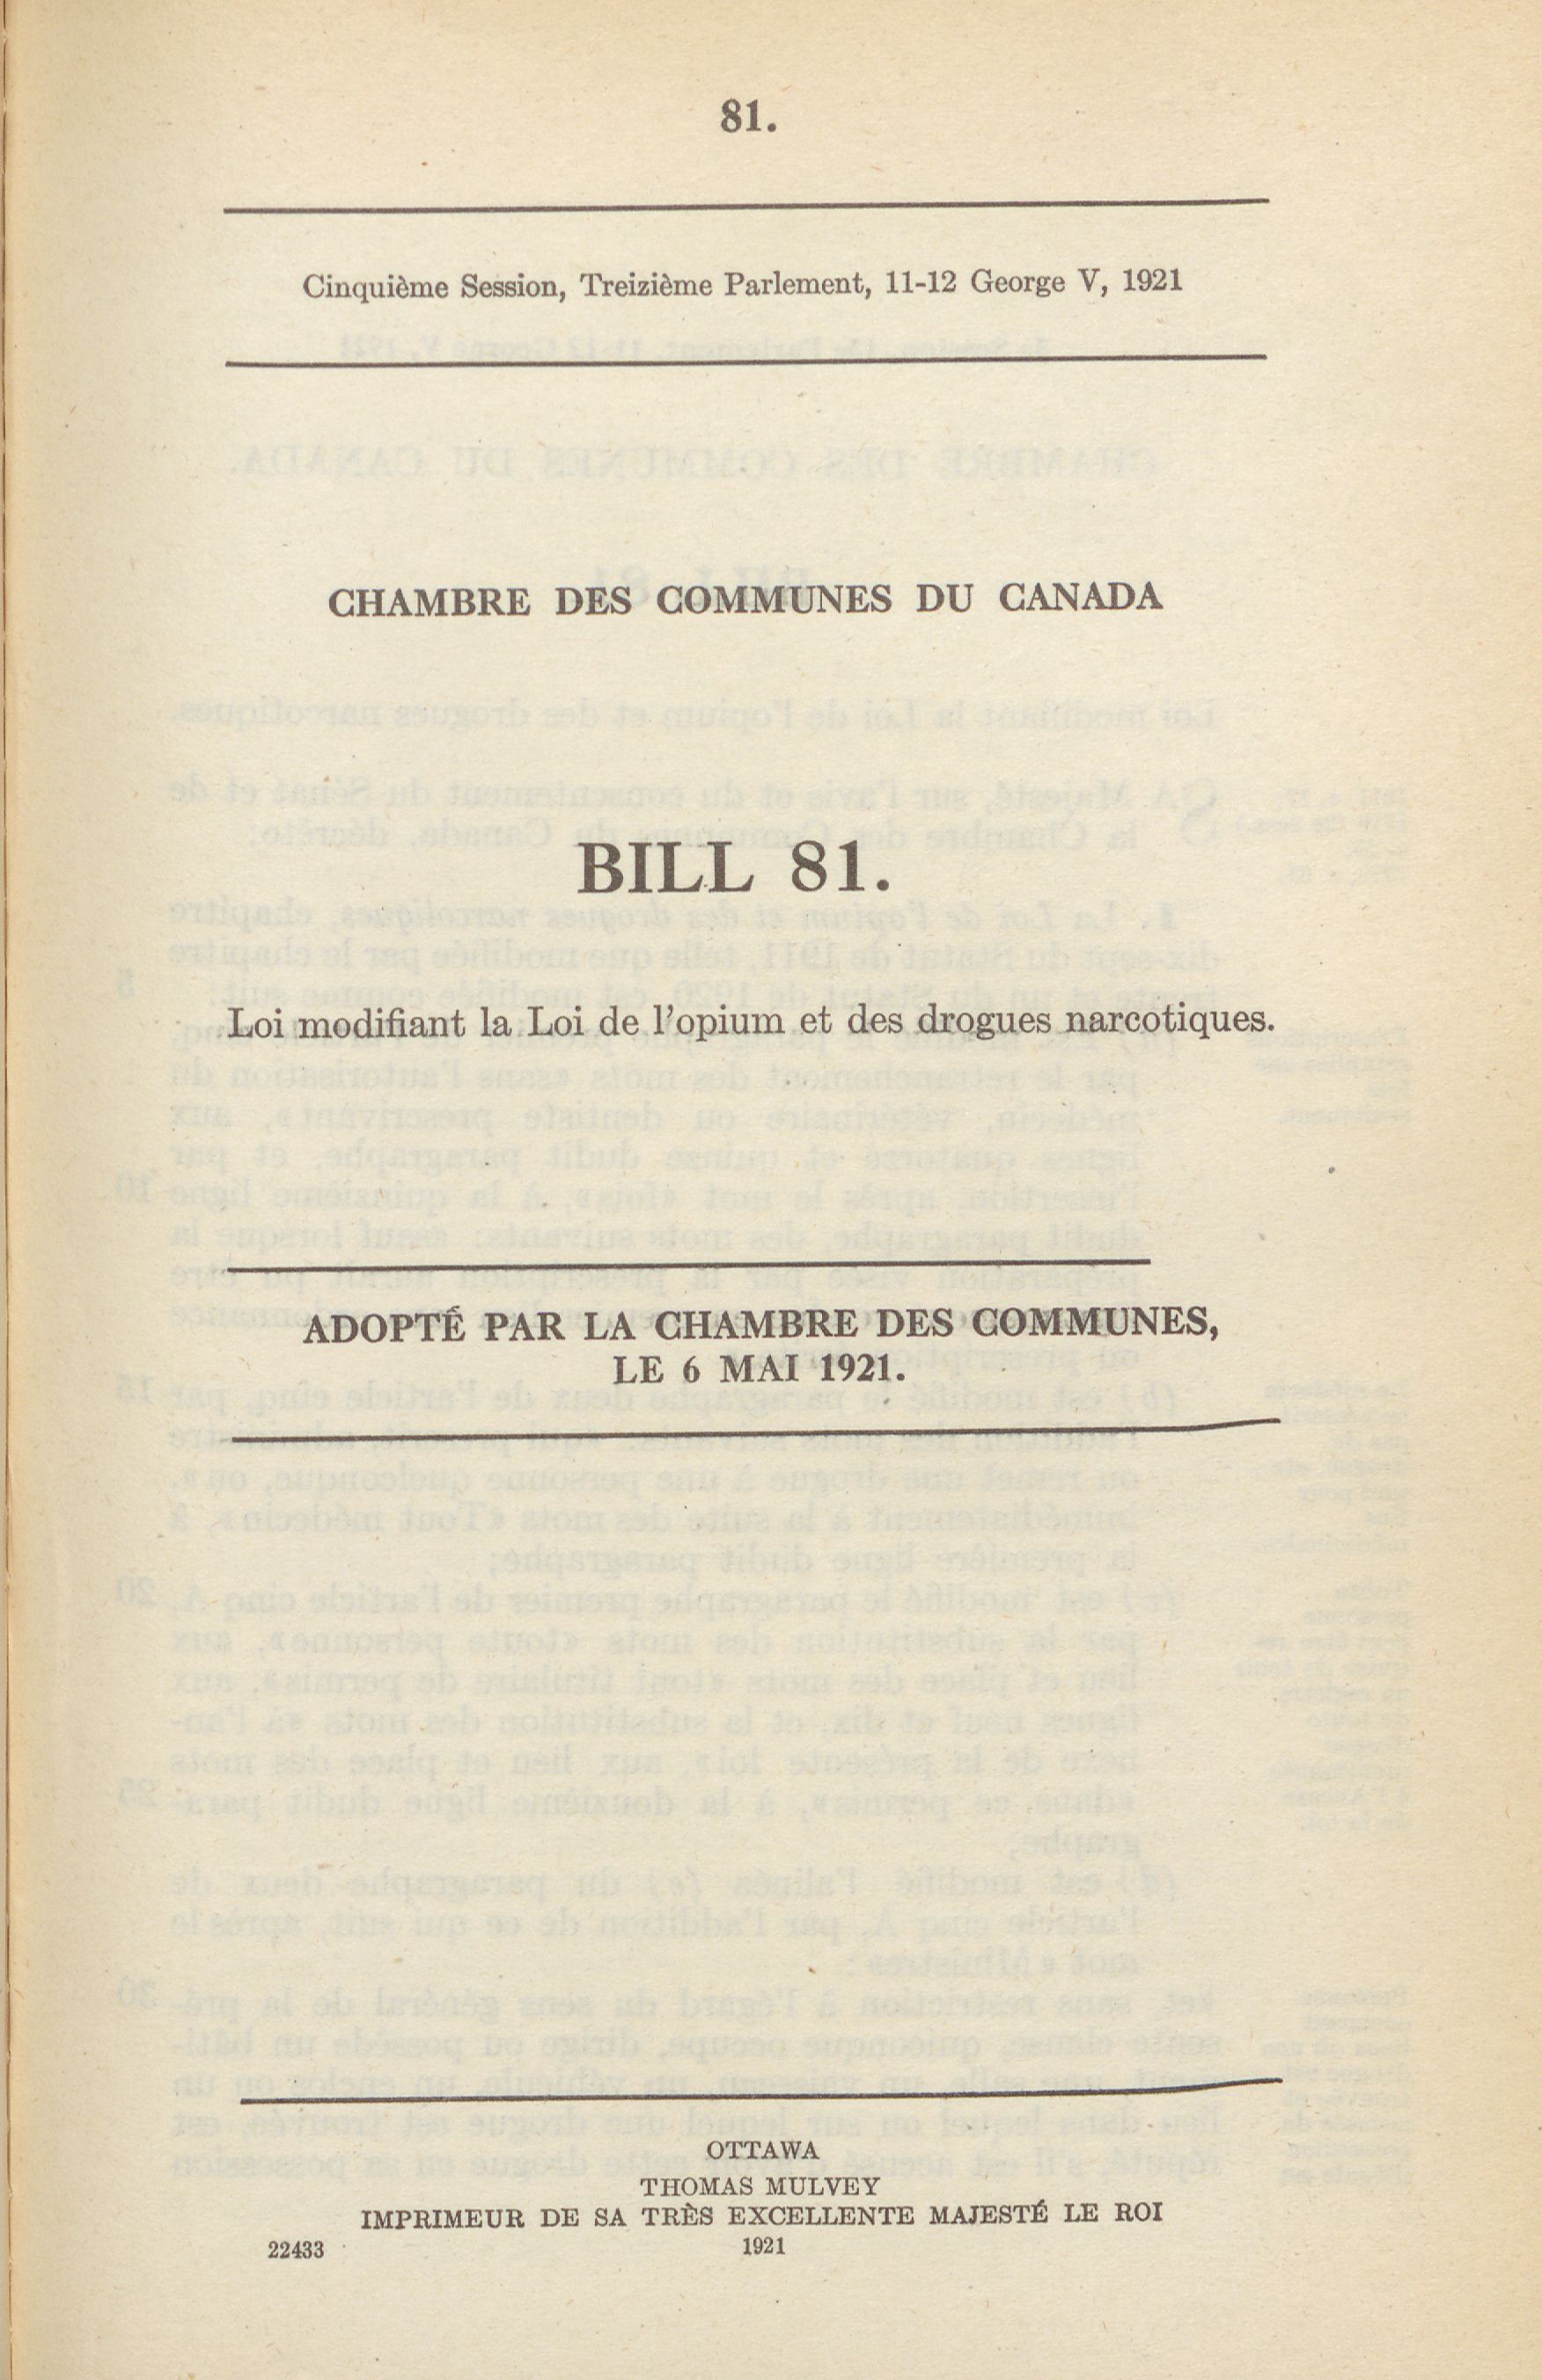 81.
Cinquième Session, Treizième Parlement, 11-12 George V, 1921
CHAMBRE DES COMMUNES DU CANADA
BILL 81.
Loi modifiant la Loi de l'opium et des drogues narcotiques.
ADOPTÉ PAR LA CHAMBRE DES COMMUNES,
LE 6 MAI 1921.
OTTAWA
THOMAS MULVEY
IMPRIMEUR DE SA TRÈS EXCELLENTE MAJESTÉ LE ROI
22433 1921